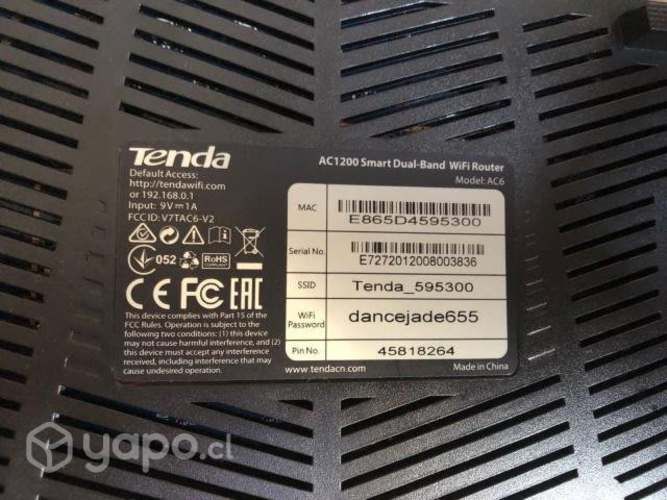 Tenda
Default Access:
http://tendawifi.com
or 192.168.0.1
Input: 9V⎓1A
FCC ID: V7TAC6-V2
052
RoHS
COMPLIANT
CE FC EAC
This device complies with Part 15 of the
FCC Rules. Operation is subject to the
following two conditions: (1) this device
may not cause harmful interference, and (2)
this device must accept any interference
received, including interference that may
cause undesired operation.
AC1200 Smart Dual-Band WiFi Router
Model: AC6
MAC
E865D4595300
Serial No.
E7272012008003836
SSID
Tenda_595300
WiFi
Password
dancejade655
Pin No.
45818264
www.tendacn.com
Made in China
yapo.cl